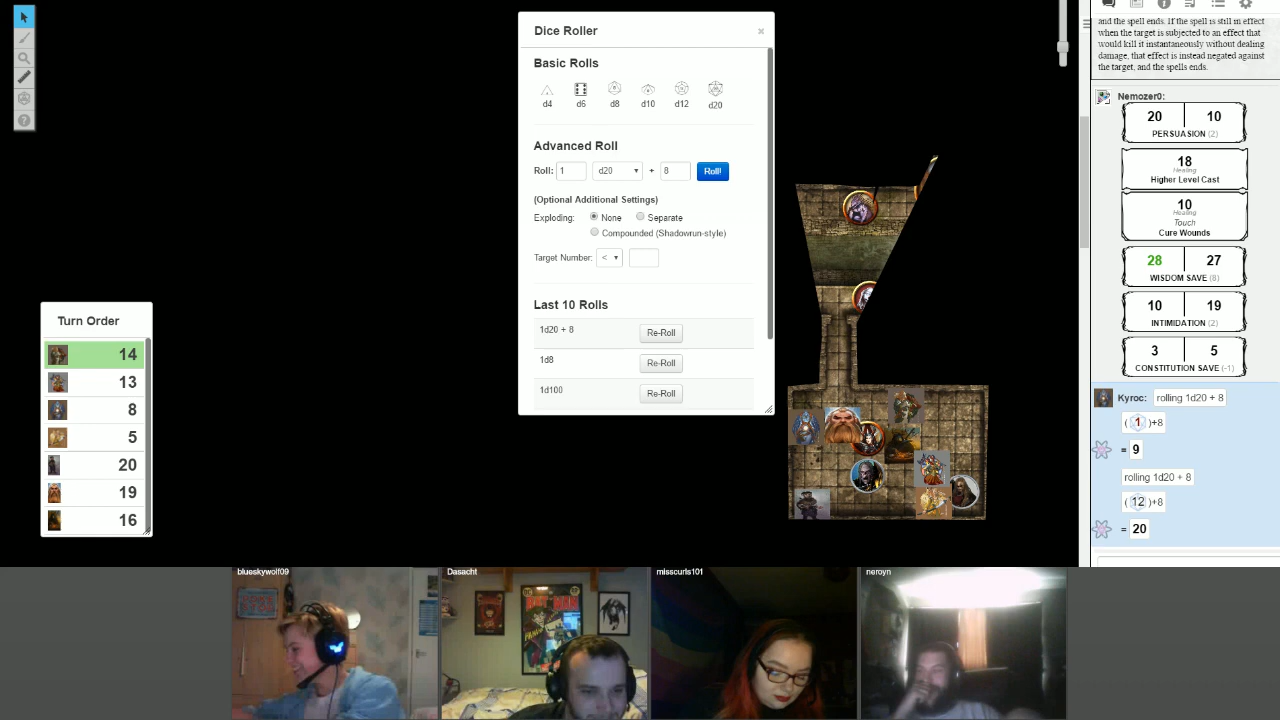 Dice Roller
×
Basic Rolls
d4 d6 d8 d10 d12 d20
Advanced Roll
Roll: 1 d20 + 8 Roll!
(Optional Additional Settings)
Exploding: None Separate
Compounded (Shadowrun-style)
Target Number: <
Last 10 Rolls
1d20 + 8 Re-Roll
1d8 Re-Roll
1d100 Re-Roll
Turn Order
14
13
8
5
20
19
16
and the spell ends. If the spell is still in effect
when the target is subjected to an effect that
would kill it instantaneously without dealing
damage, that effect is instead negated against
the target, and the spells ends.
Nemozer0:
20 10
PERSUASION (2)
18
Healing
Higher Level Cast
10
Healing
Touch
Cure Wounds
28 27
WISDOM SAVE (8)
10 19
INTIMIDATION (2)
3 5
CONSTITUTION SAVE (-1)
Kyroc: rolling 1d20 + 8
(1)+8
= 9
rolling 1d20 + 8
(12)+8
= 20
blueskywolf09
Dasacht
misscurls101
neroyn
BATMAN